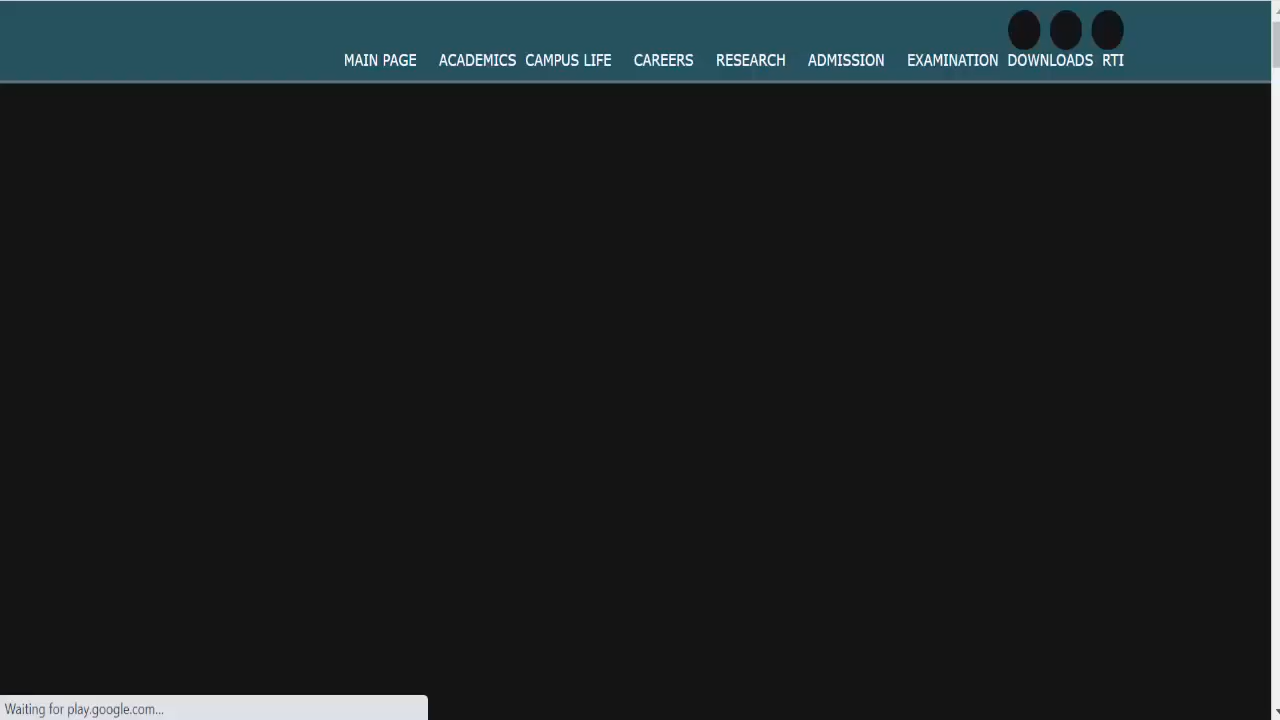 MAIN PAGE ACADEMICS CAMPUS LIFE CAREERS RESEARCH ADMISSION EXAMINATION DOWNLOADS RTI
Waiting for play.google.com...